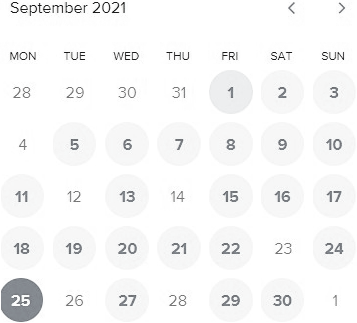 September 2021
MON TUE WED THU FRI SAT SUN
28 29 30 31 1 2 3
4 5 6 7 8 9 10
11 12 13 14 15 16 17
18 19 20 21 22 23 24
25 26 27 28 29 30 1